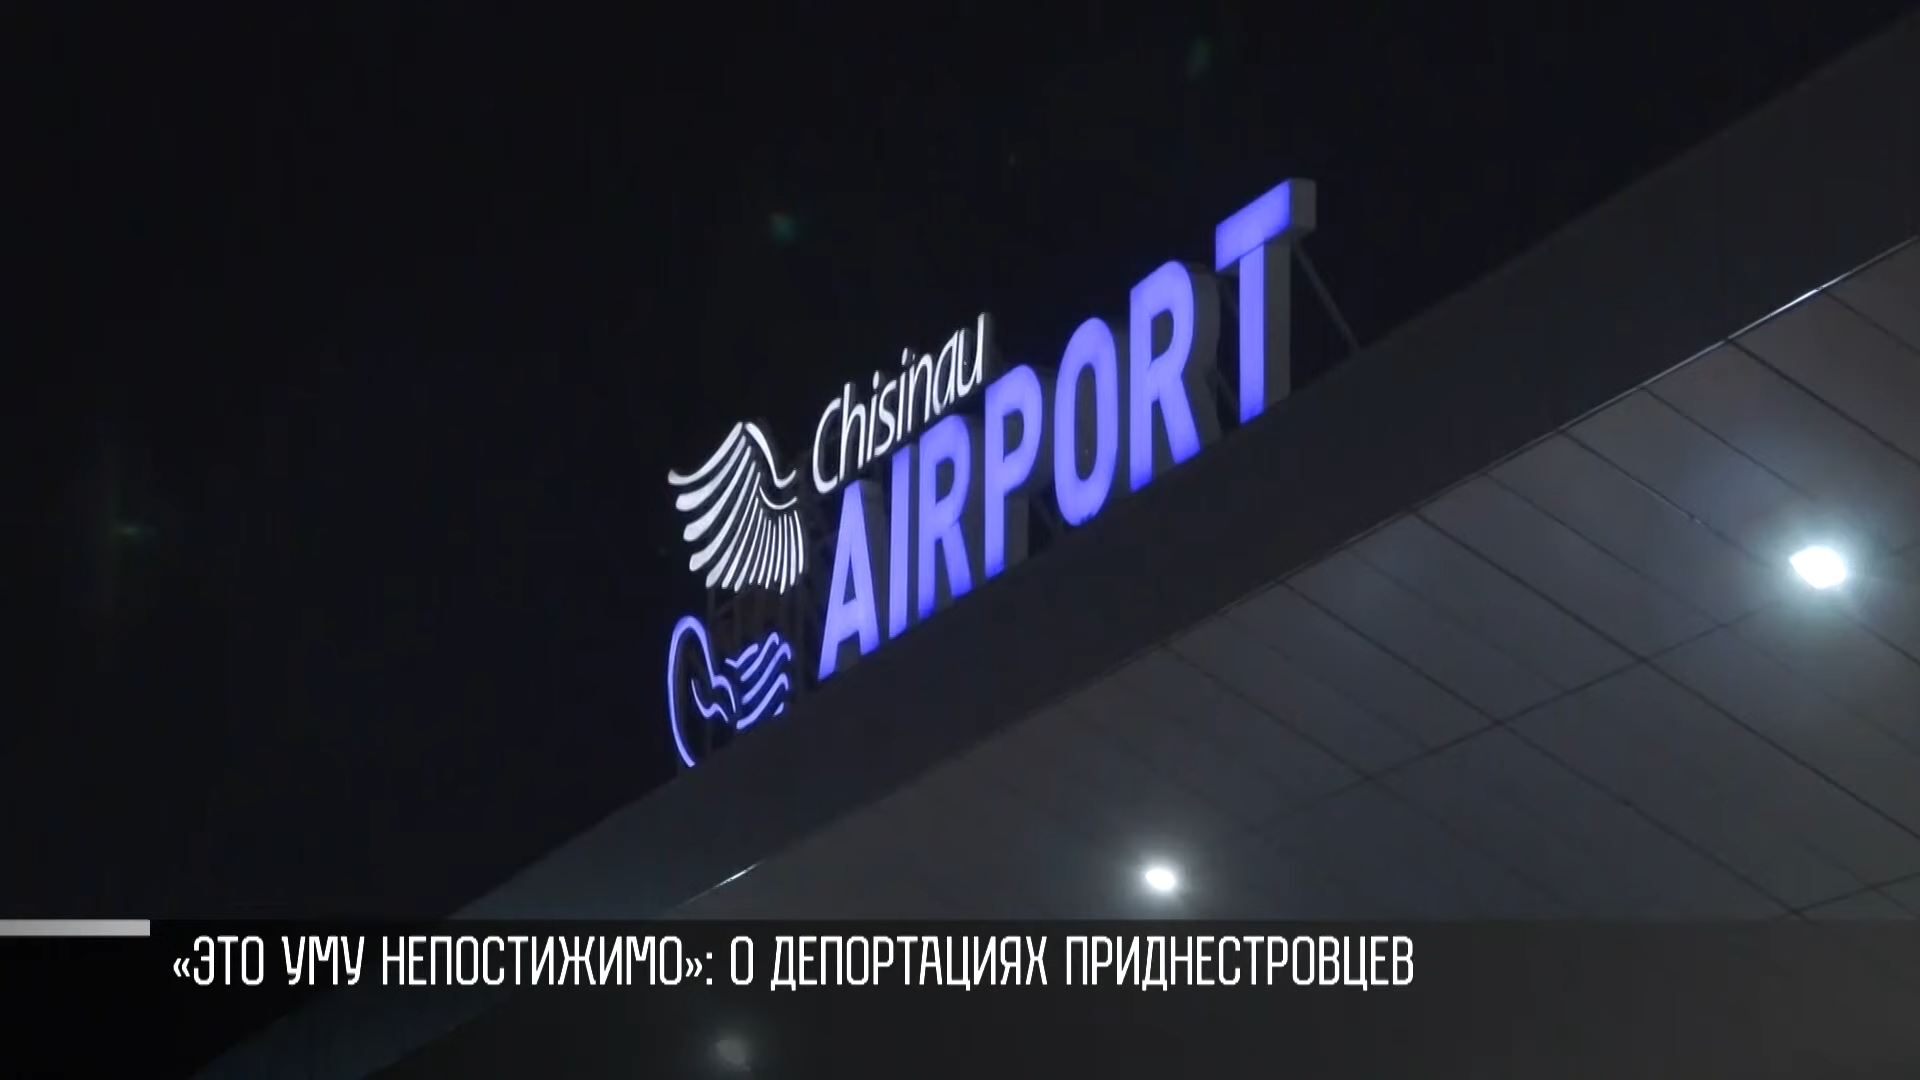 Chisinau
AIRPORT
«ЭТО УМУ НЕПОСТИЖИМО»: О ДЕПОРТАЦИЯХ ПРИДНЕСТРОВЦЕВ